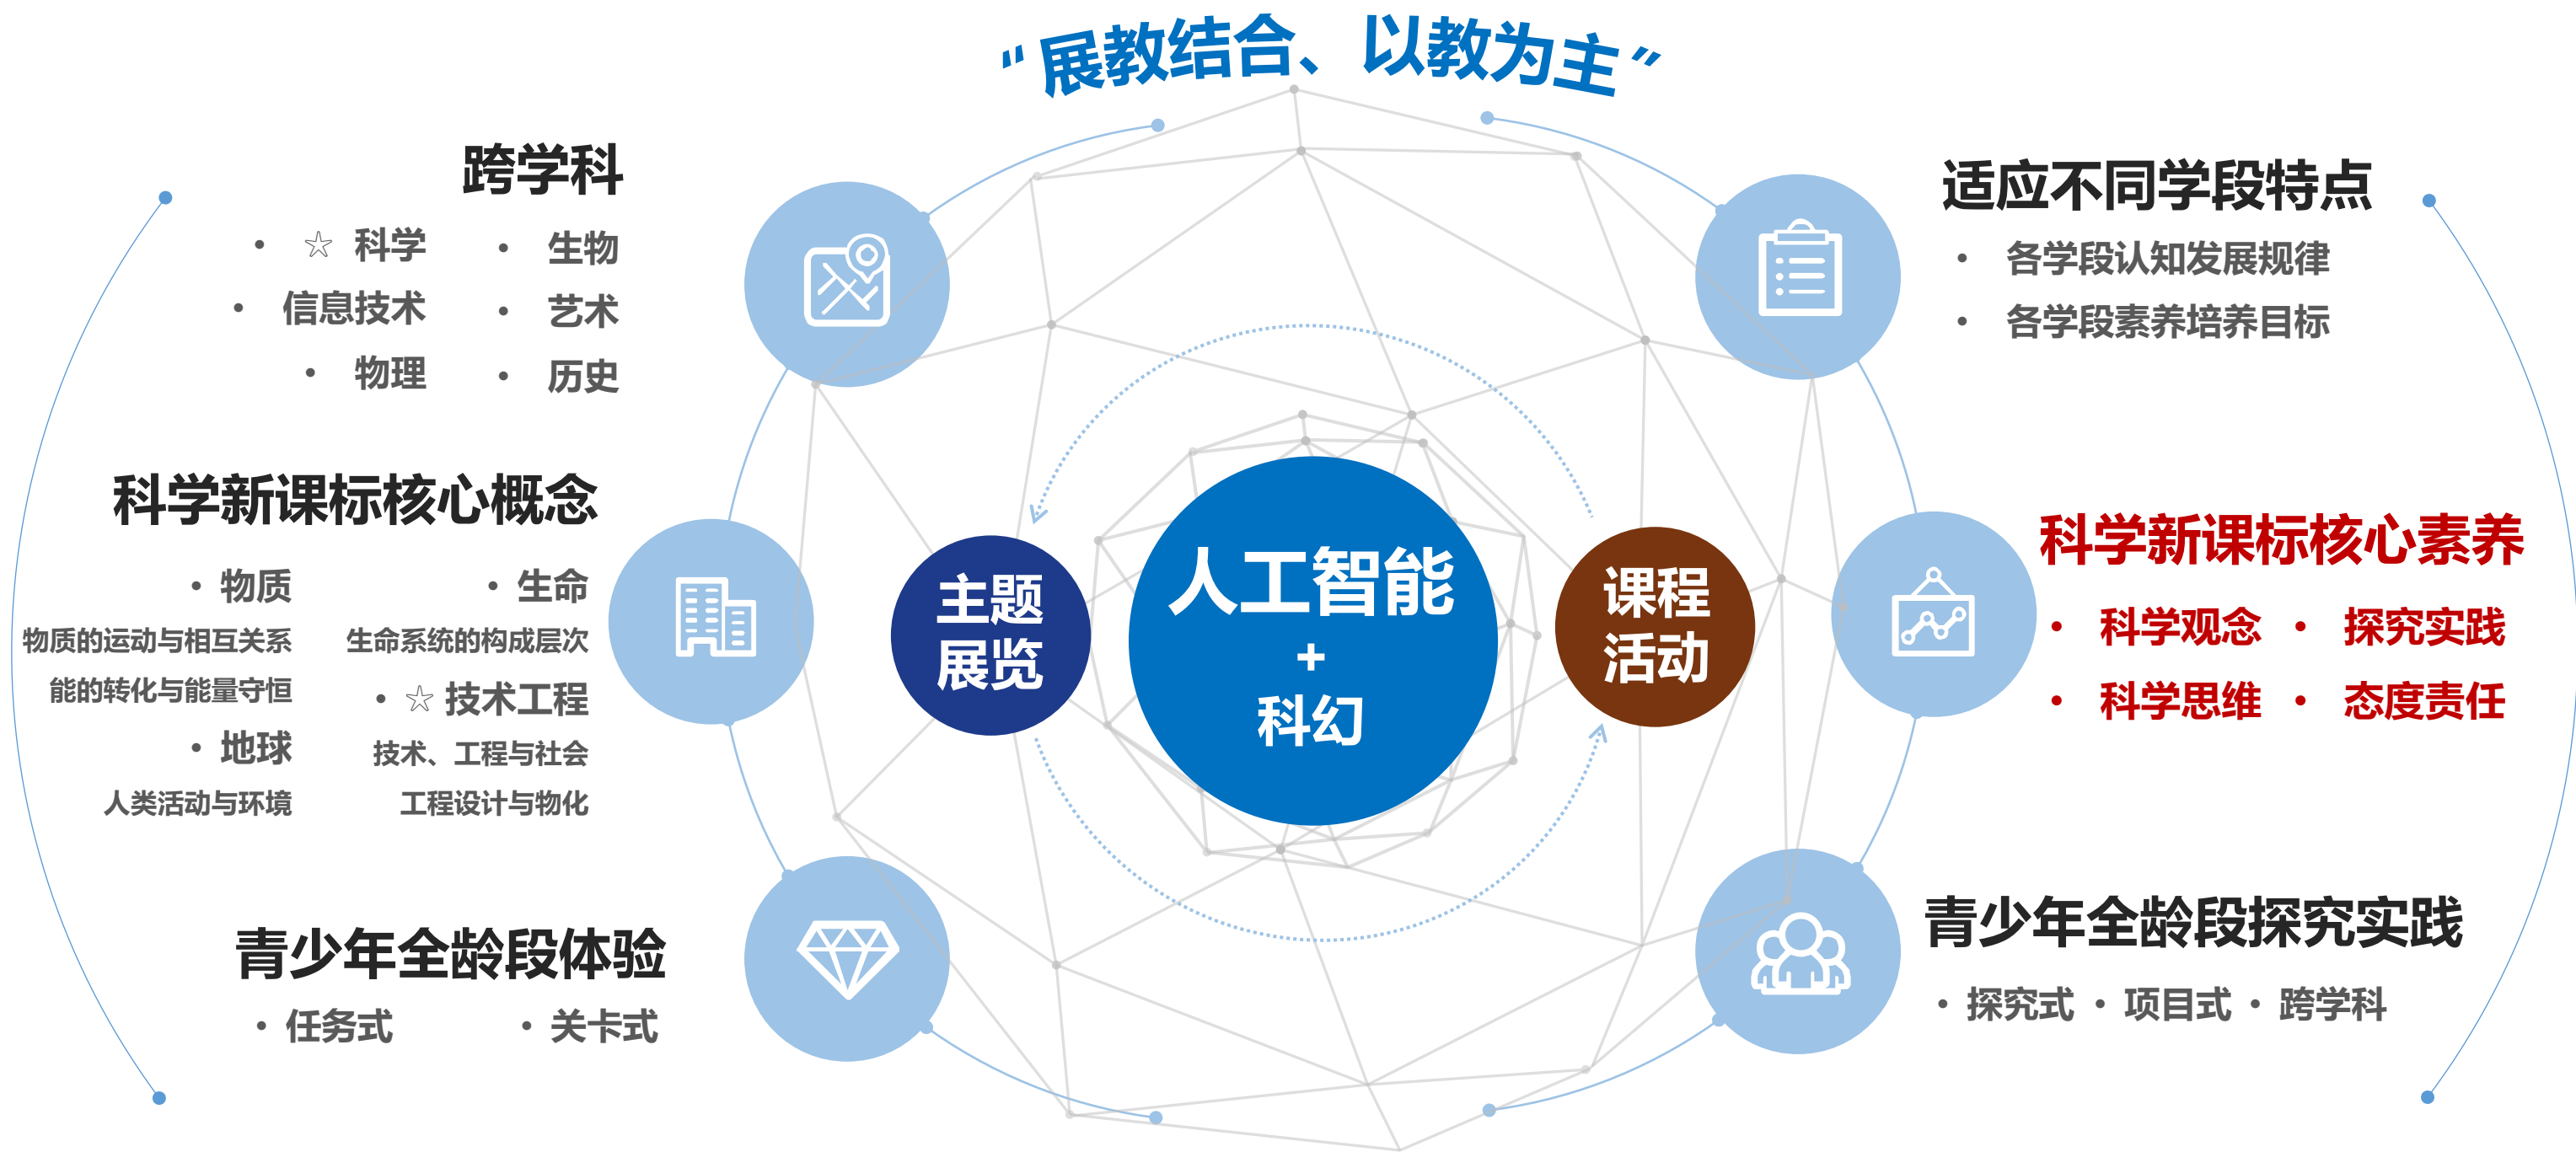 “展教结合、以教为主”
跨学科
• ☆ 科学 • 生物
• 信息技术 • 艺术
• 物理 • 历史
科学新课标核心概念
• 物质
物质的运动与相互关系
能的转化与能量守恒
• 地球
人类活动与环境
• 生命
生命系统的构成层次
• ☆ 技术工程
技术、工程与社会
工程设计与物化
青少年全龄段体验
• 任务式 • 关卡式
主题
展览
人工智能
+
科幻
课程
活动
适应不同学段特点
• 各学段认知发展规律
• 各学段素养培养目标
科学新课标核心素养
• 科学观念 • 探究实践
• 科学思维 • 态度责任
青少年全龄段探究实践
• 探究式 • 项目式 • 跨学科